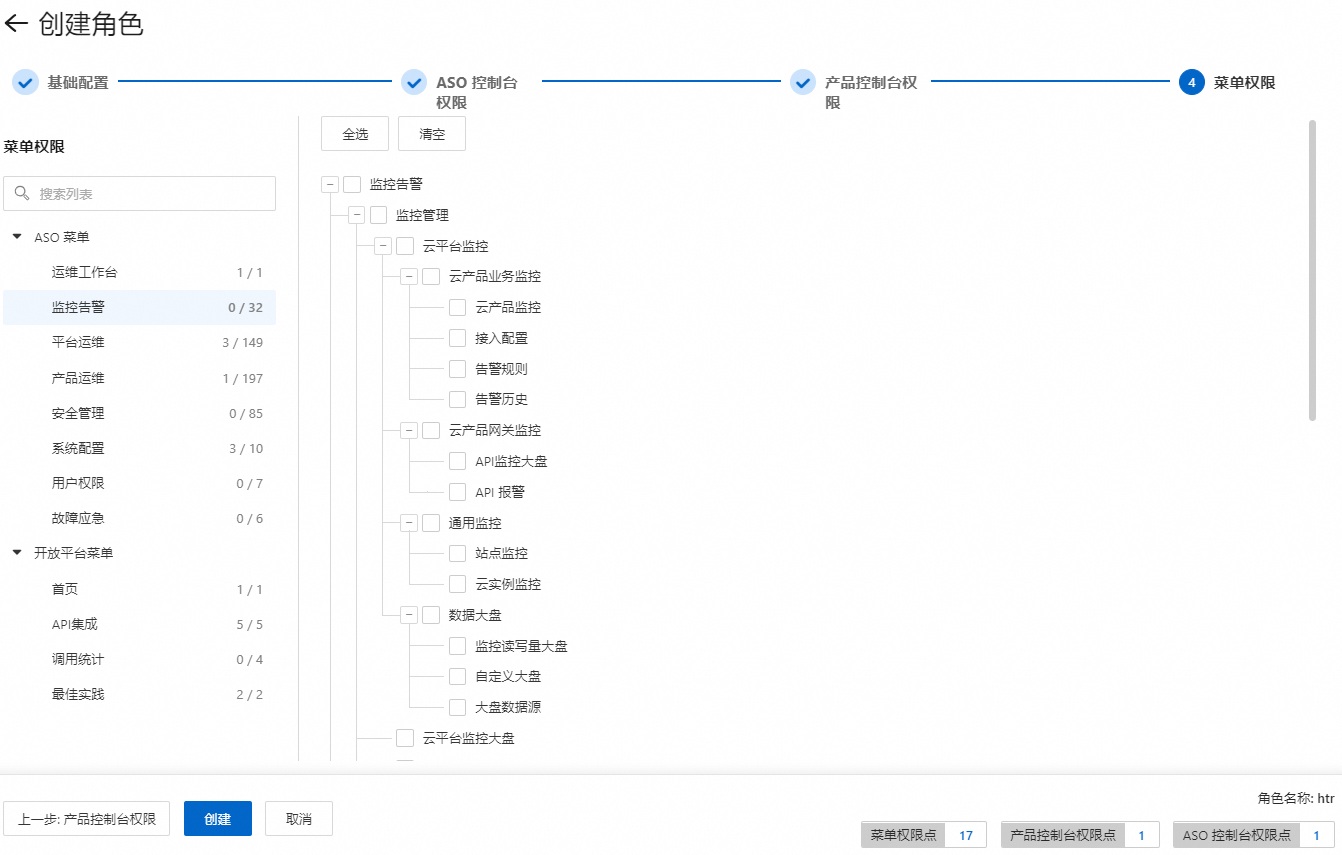 创建角色
基础配置
ASO 控制台
权限
产品控制台权
限
4
菜单权限
菜单权限
搜索列表
ASO 菜单
运维工作台 1 / 1
监控告警 0 / 32
平台运维 3 / 149
产品运维 1 / 197
安全管理 0 / 85
系统配置 3 / 10
用户权限 0 / 7
故障应急 0 / 6
开放平台菜单
首页 1 / 1
API集成 5 / 5
调用统计 0 / 4
最佳实践 2 / 2
全选 清空
监控告警
监控管理
云平台监控
云产品业务监控
云产品监控
接入配置
告警规则
告警历史
云产品网关监控
API监控大盘
API 报警
通用监控
站点监控
云实例监控
数据大盘
监控读写量大盘
自定义大盘
大盘数据源
云平台监控大盘
上一步: 产品控制台权限 创建 取消
角色名称: htr
菜单权限点 17 产品控制台权限点 1 ASO 控制台权限点 1